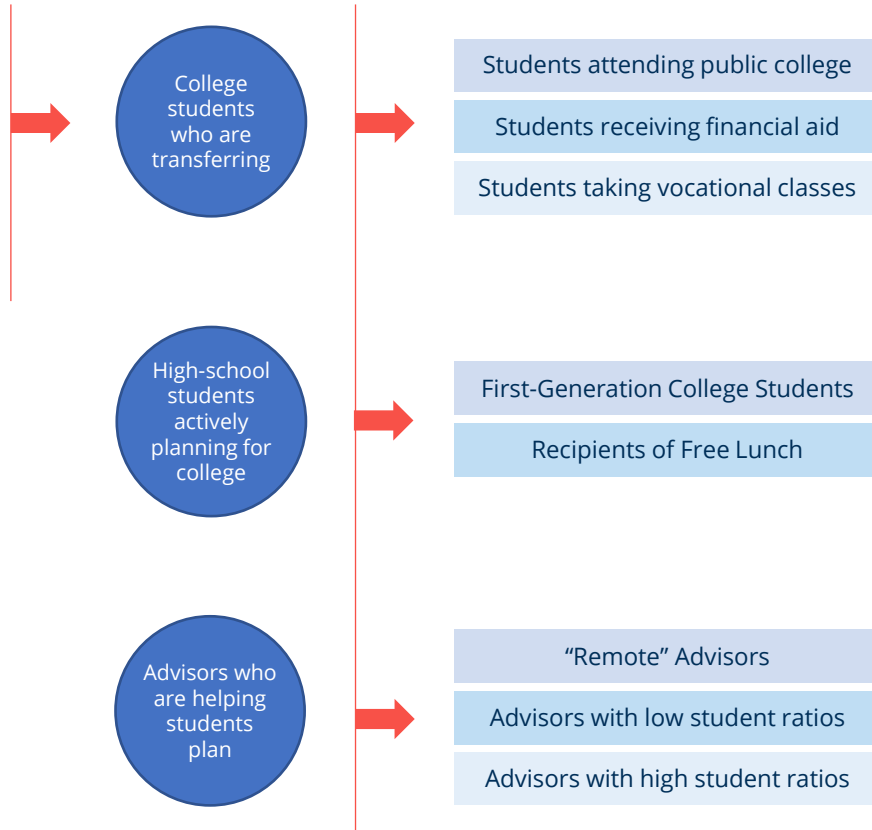 College
students
who are
transferring
Students attending public college
Students receiving financial aid
Students taking vocational classes
High-school
students
actively
planning for
college
First-Generation College Students
Recipients of Free Lunch
Advisors who
are helping
students
plan
“Remote” Advisors
Advisors with low student ratios
Advisors with high student ratios